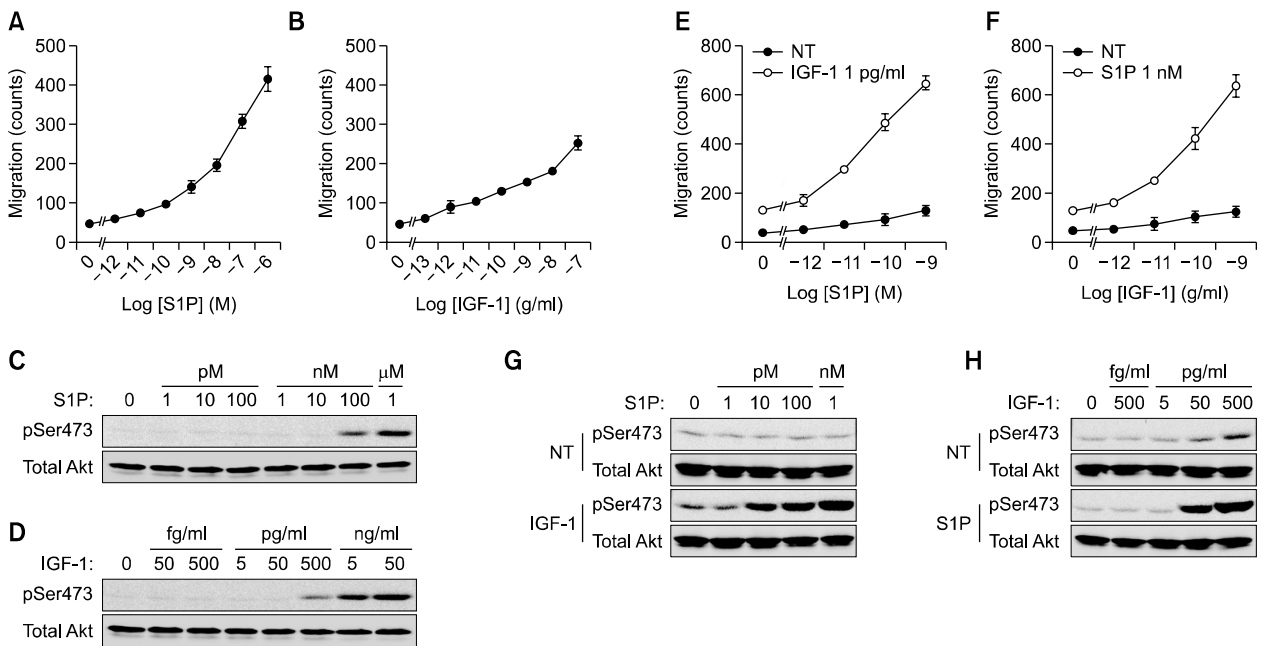 A
Migration (counts)
500
400
300
200
100
0
0 −12 −11 −10 −9 −8 −7 −6
Log [S1P] (M)
B
Migration (counts)
500
400
300
200
100
0
0 −13 −12 −11 −10 −9 −8 −7
Log [IGF-1] (g/ml)
E
Migration (counts)
800
600
400
200
0
NT
IGF-1 1 pg/ml
0 −12 −11 −10 −9
Log [S1P] (M)
F
Migration (counts)
800
600
400
200
0
NT
S1P 1 nM
0 −12 −11 −10 −9
Log [IGF-1] (g/ml)
C
pM nM μM
S1P: 0 1 10 100 1 10 100 1
pSer473
Total Akt
D
fg/ml pg/ml ng/ml
IGF-1: 0 50 500 5 50 500 5 50
pSer473
Total Akt
G
pM nM
S1P: 0 1 10 100 1
NT
pSer473
Total Akt
IGF-1
pSer473
Total Akt
H
fg/ml pg/ml
IGF-1: 0 500 5 50 500
NT
pSer473
Total Akt
S1P
pSer473
Total Akt